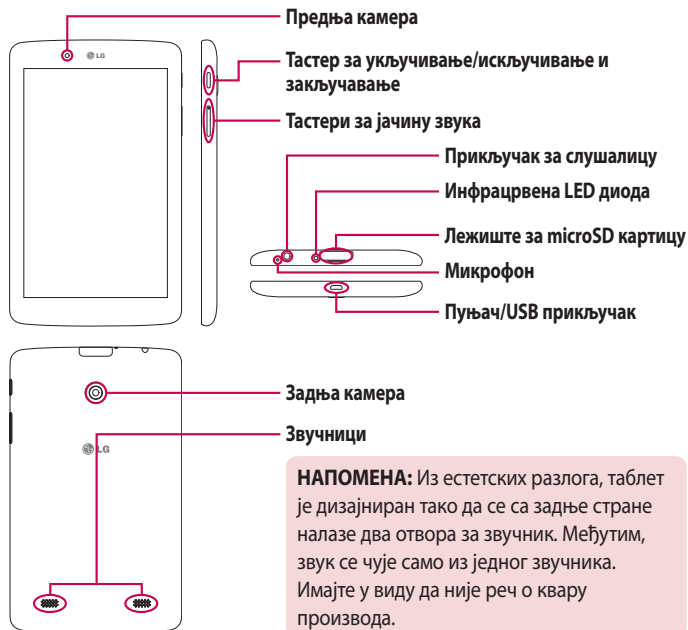 Предња камера
LG
Тастер за укључивање/искључивање и
закључавање
Тастери за јачину звука
Прикључак за слушалицу
Инфрацрвена LED диода
Лежиште за microSD картицу
Микрофон
Пуњач/USB прикључак
Задња камера
Звучници
LG
НАПОМЕНА: Из естетских разлога, таблет
је дизајниран тако да се са задње стране
налазе два отвора за звучник. Међутим,
звук се чује само из једног звучника.
Имајте у виду да није реч о квару
производа.